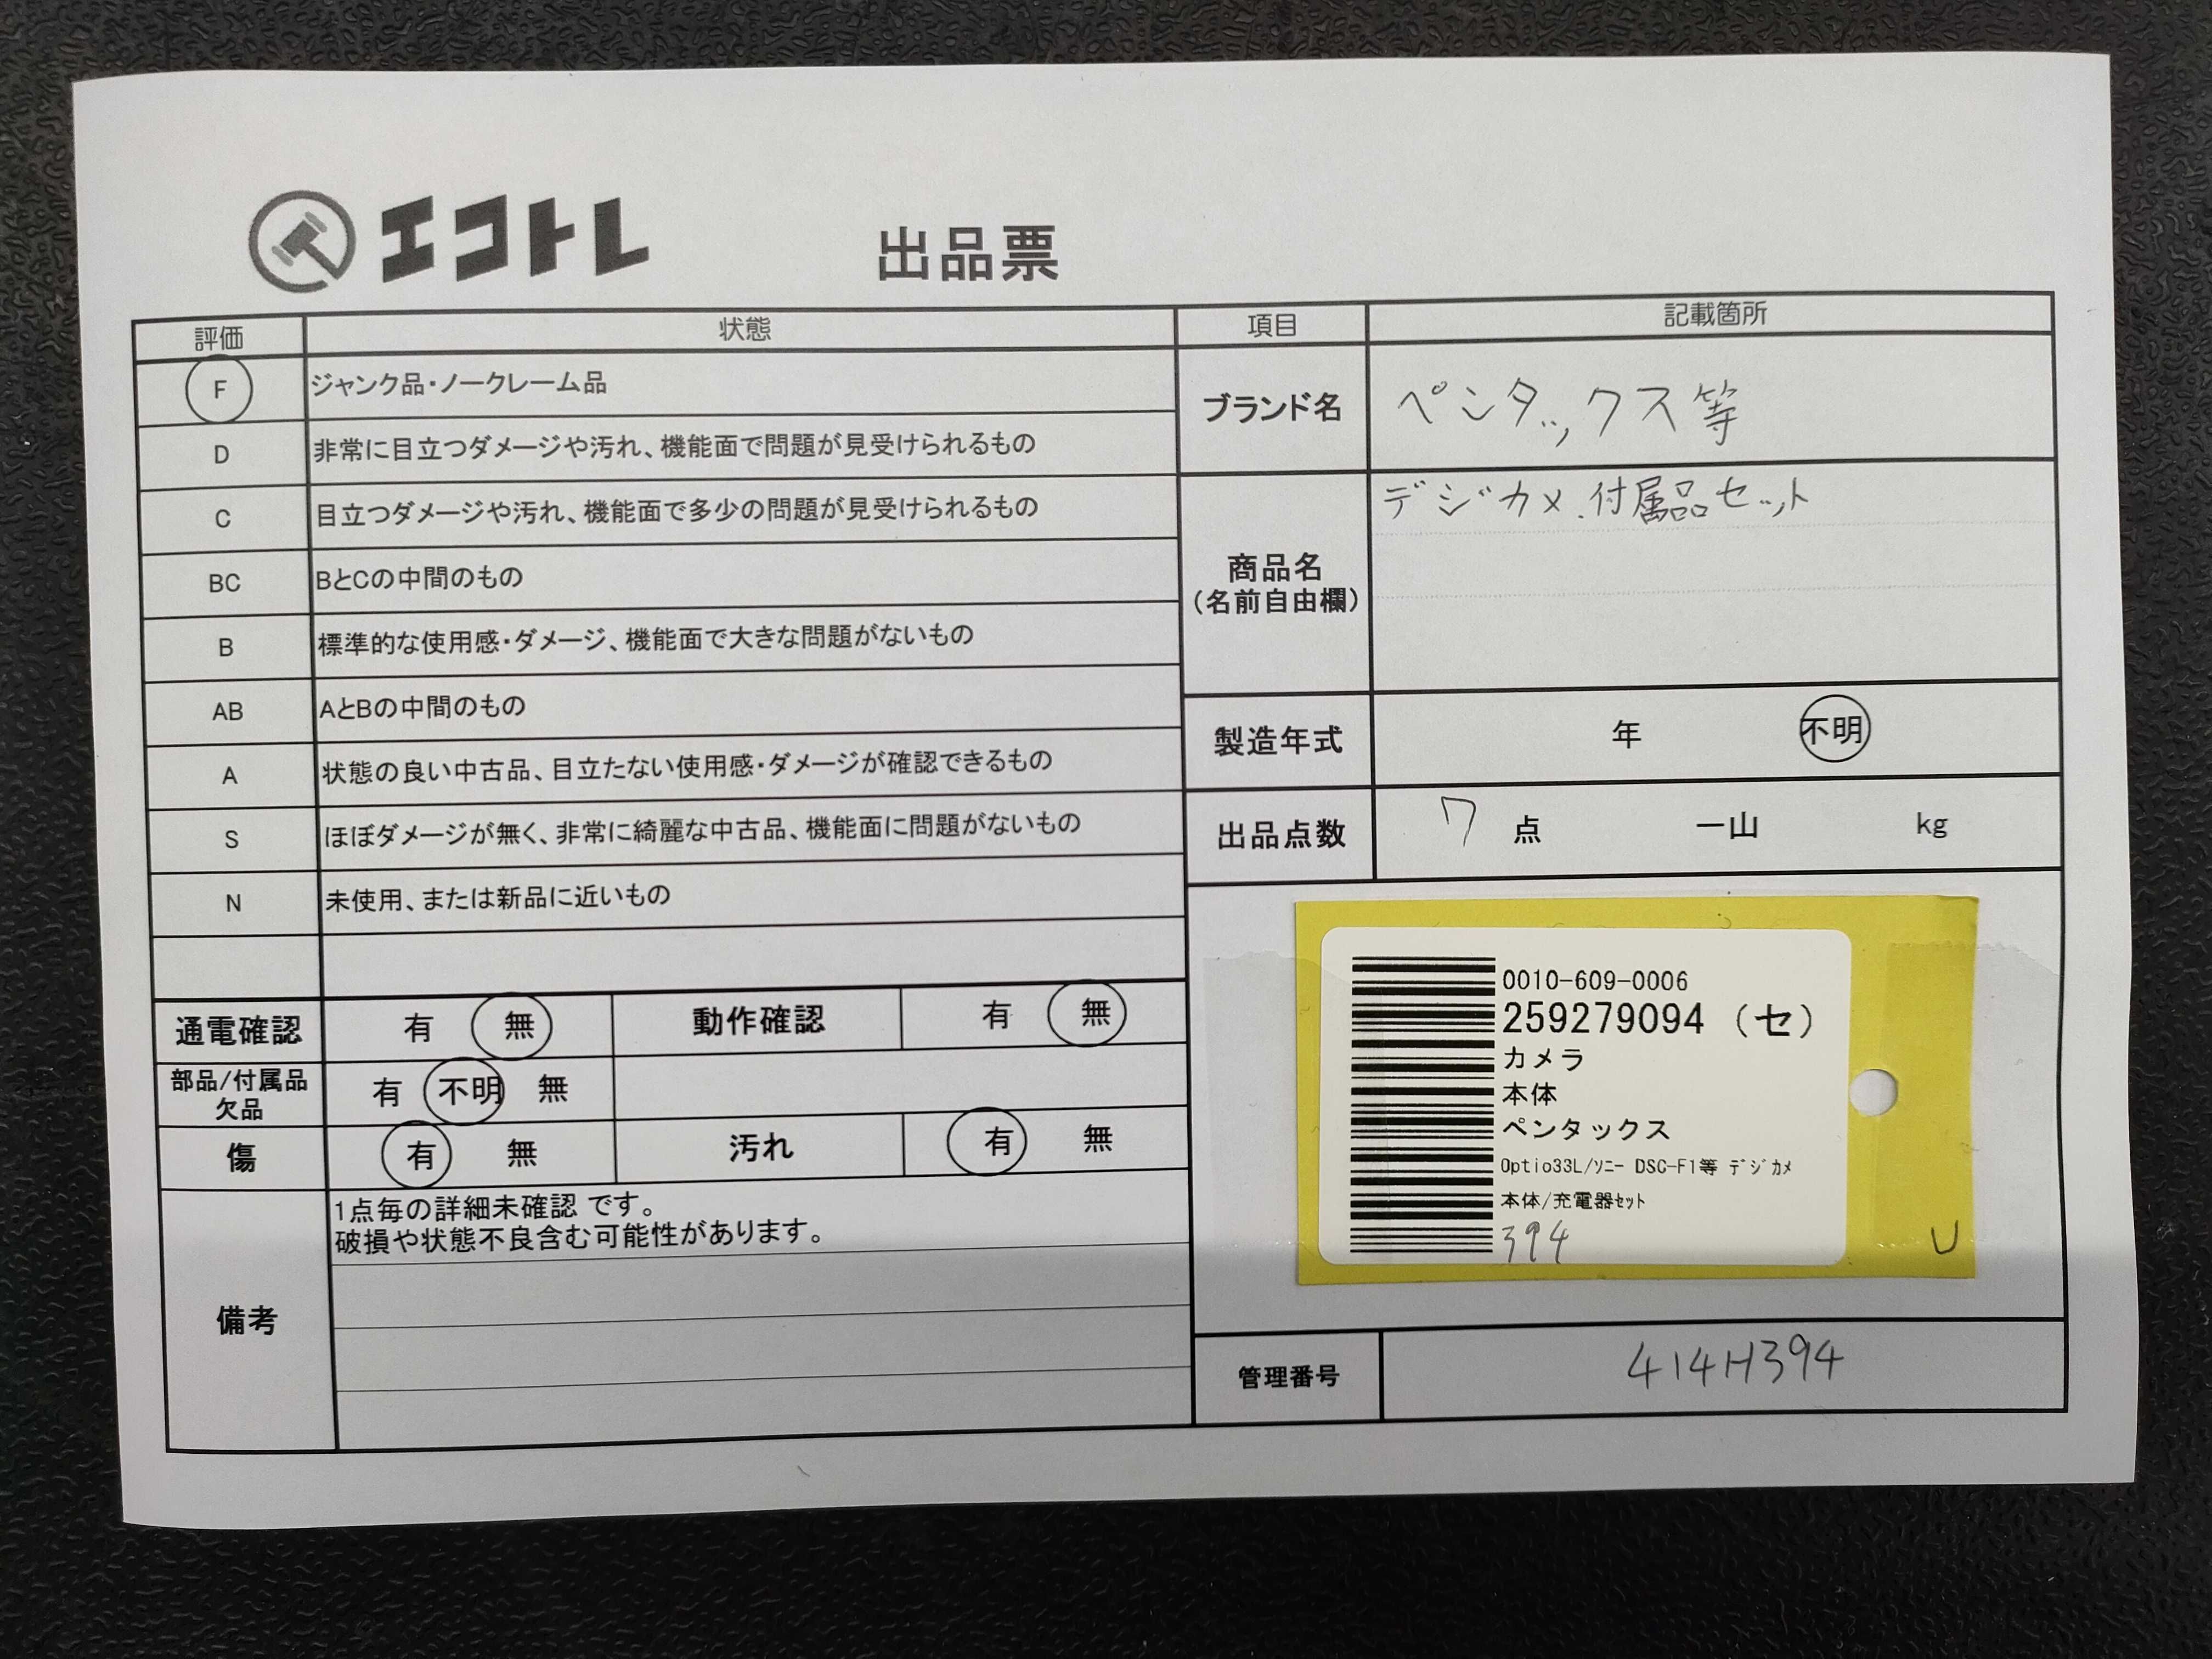 エコトレ
出品票
評価 状態
F ジャンク品・ノークレーム品
D 非常に目立つダメージや汚れ、機能面で問題が見受けられるもの
C 目立つダメージや汚れ、機能面で多少の問題が見受けられるもの
BC BとCの中間のもの
B 標準的な使用感・ダメージ、機能面で大きな問題がないもの
AB AとBの中間のもの
A 状態の良い中古品、目立たない使用感・ダメージが確認できるもの
S ほぼダメージが無く、非常に綺麗な中古品、機能面に問題がないもの
N 未使用、または新品に近いもの
通電確認 有 無 動作確認 有 無
部品/付属品
欠品 有 不明 無
傷 有 無 汚れ 有 無
備考
1点毎の詳細未確認 です。
破損や状態不良含む可能性があります。
項目 記載箇所
ブランド名 ペンタックス等
商品名
(名前自由欄)
デジカメ.付属品セット
製造年式 年 不明
出品点数 7 点 一山 kg
0010-609-0006
259279094 (セ)
カメラ
本体
ペンタックス
Optio33L/ソニー DSC-F1等 デジカメ
本体/充電器セット
394
U
管理番号 414H394